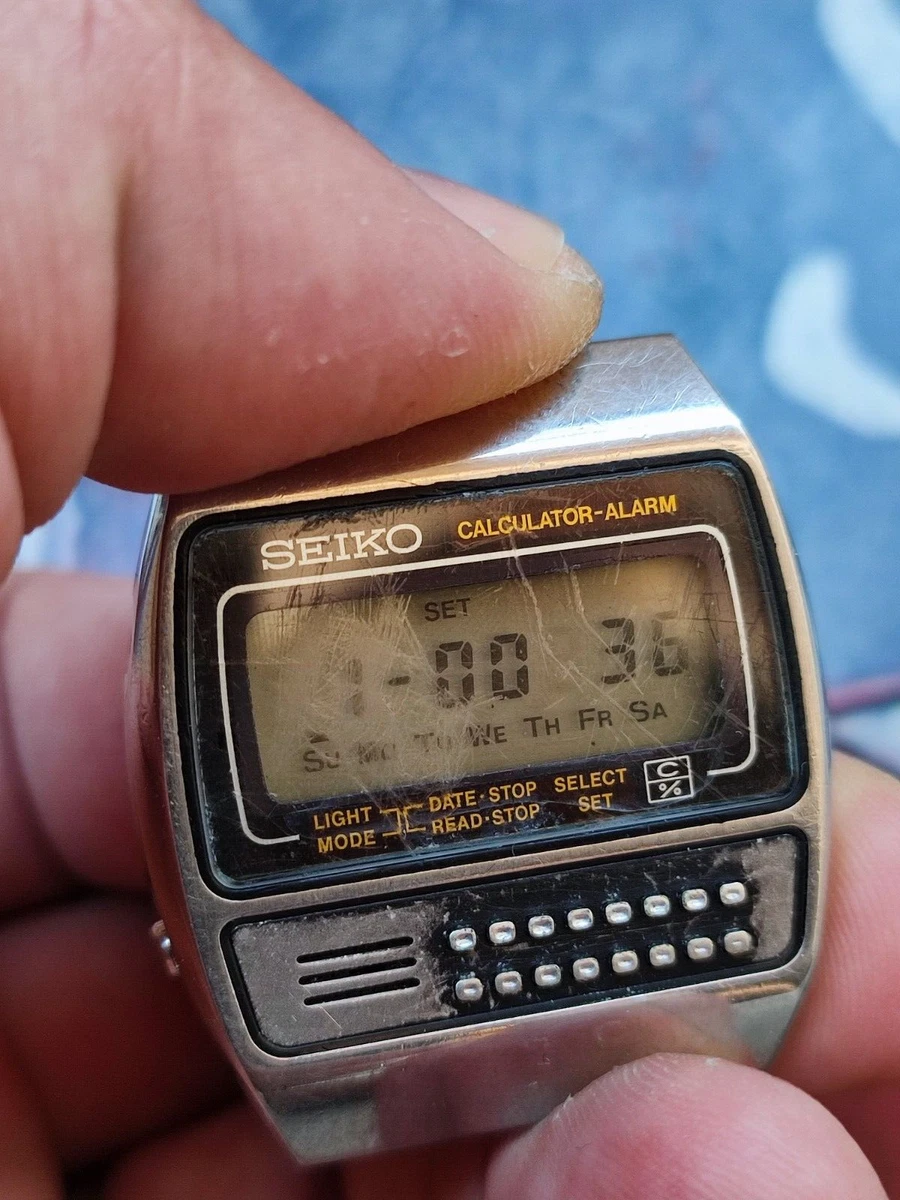 SEIKO CALCULATOR-ALARM
SET
1-00 36
SU MO TU WE TH FR SA
LIGHT DATE·STOP SELECT
MODE READ·STOP SET
C
%